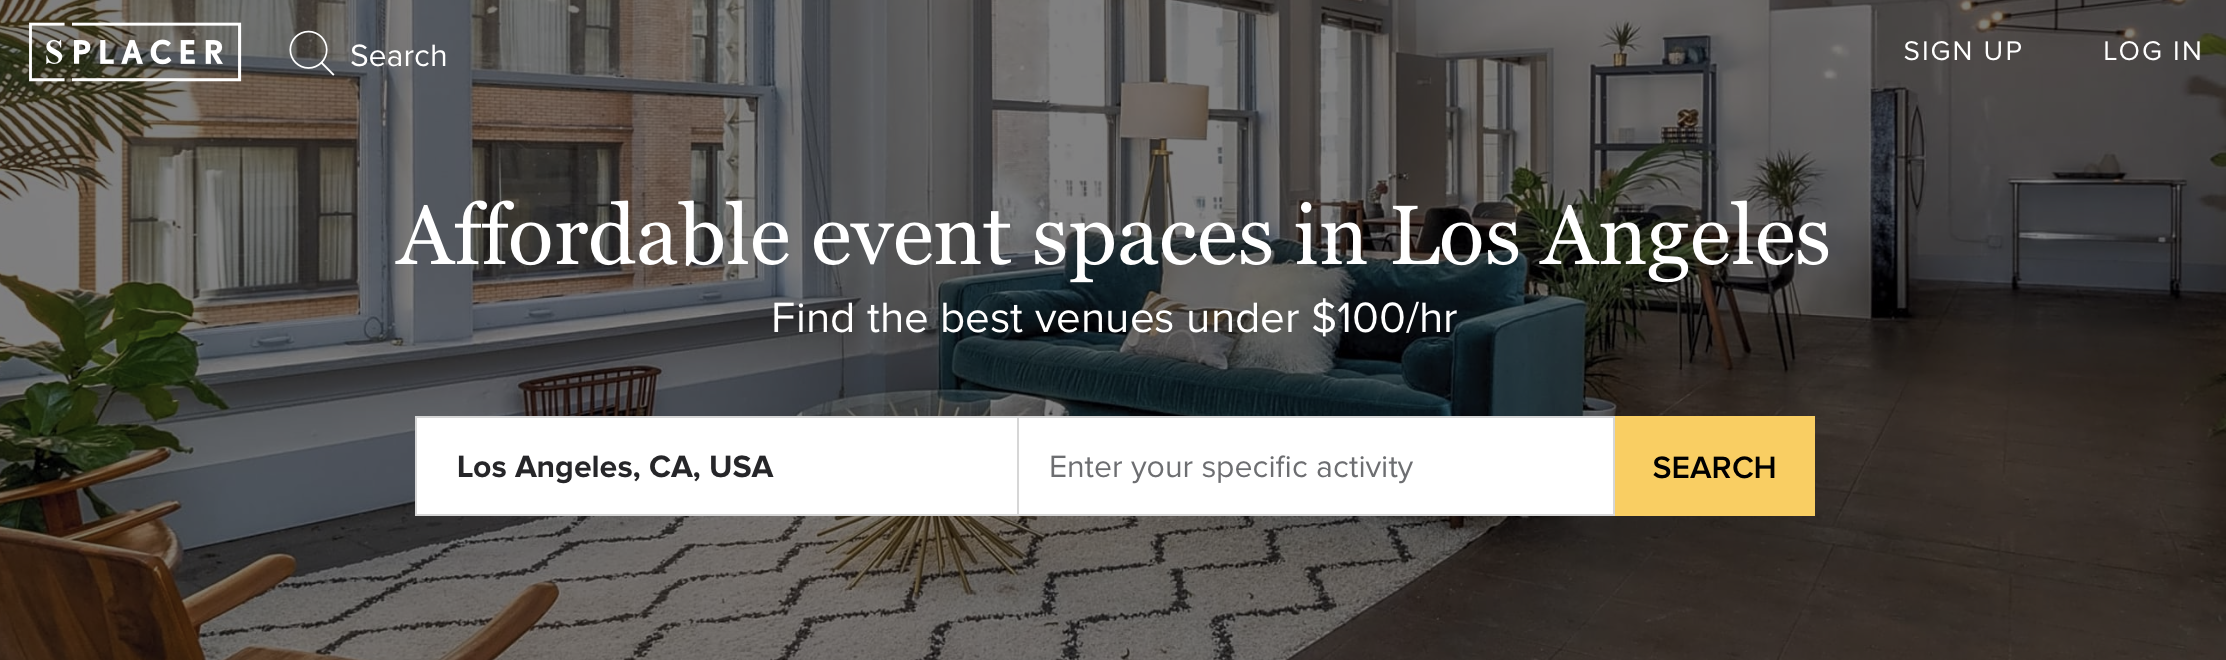 SPLACER
Search
SIGN UP
LOG IN
Affordable event spaces in Los Angeles
Find the best venues under $100/hr
Los Angeles, CA, USA
Enter your specific activity
SEARCH